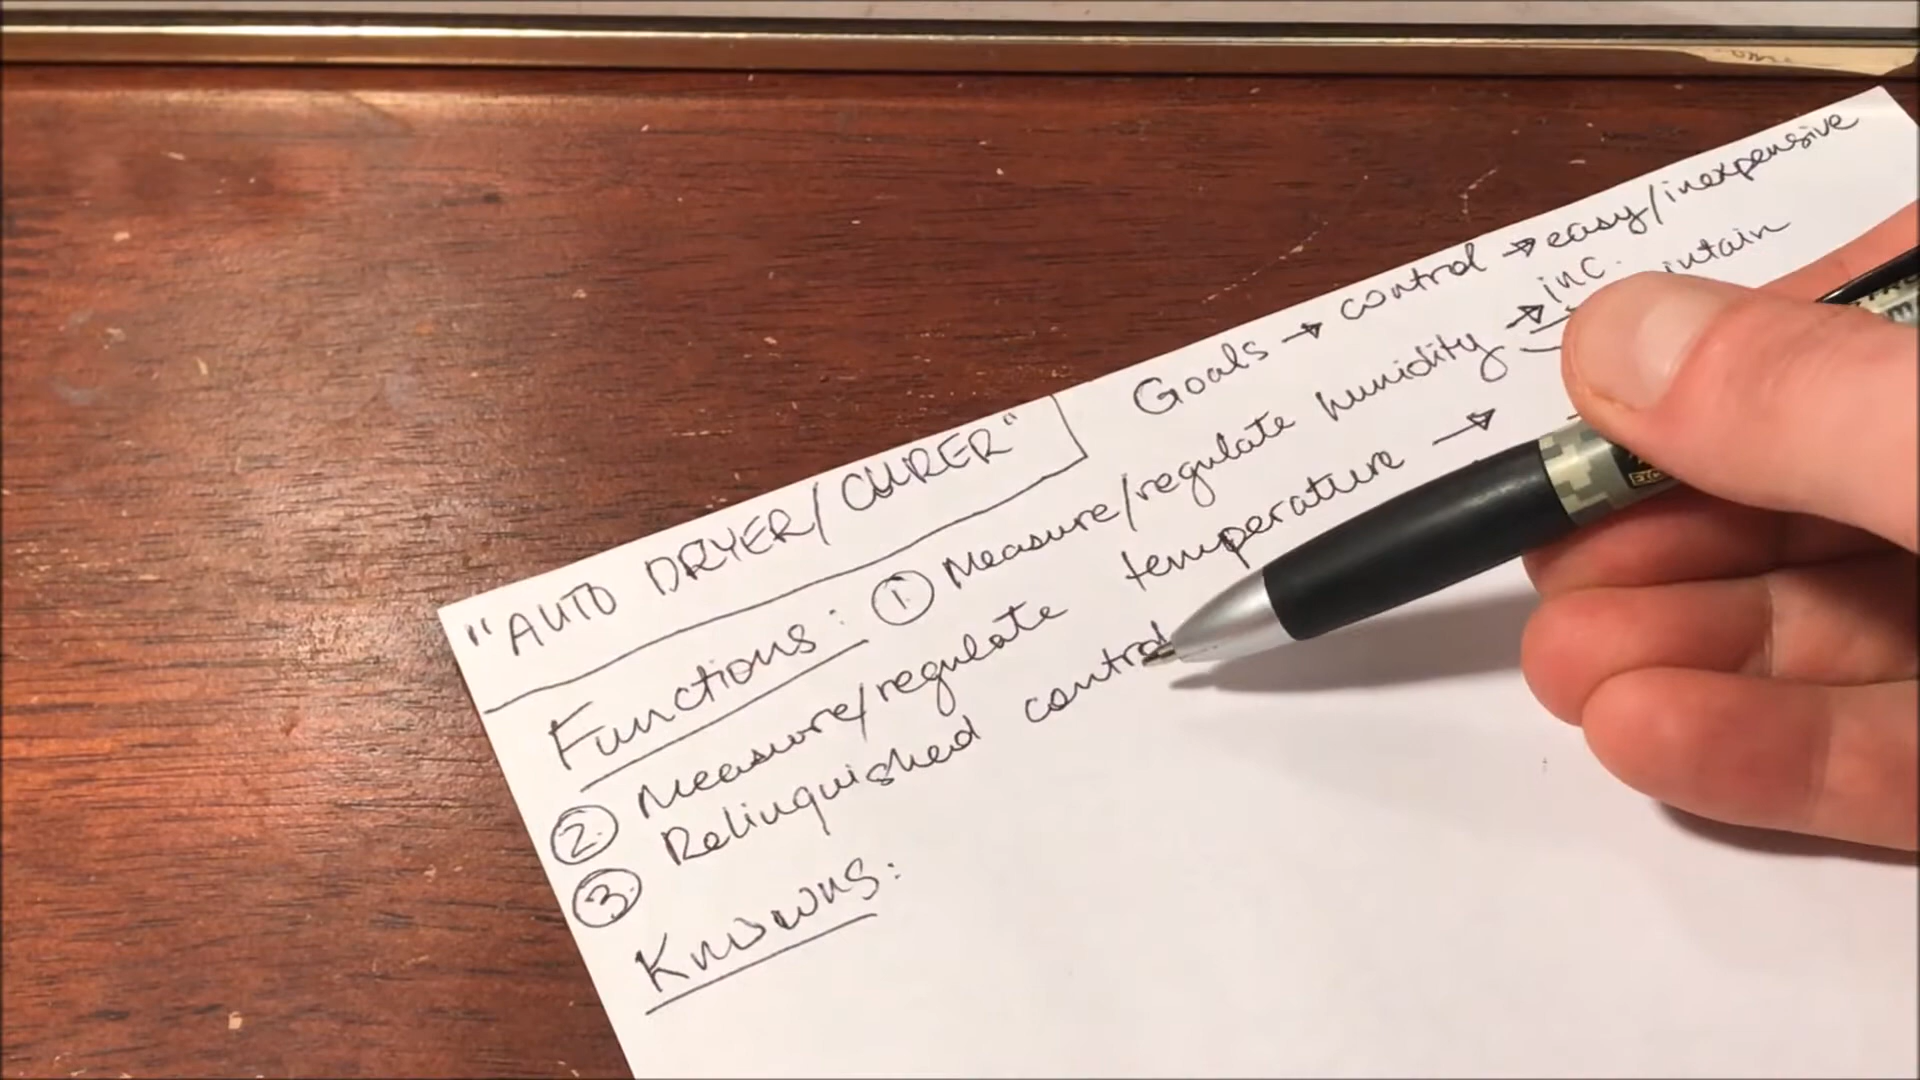 "AUTO DRYER/CURER"
Goals → control → easy/inexpensive
Functions: ① Measure/regulate humidity → inc.
② Measure/regulate temperature →
③ Relinquished control
Knowns: